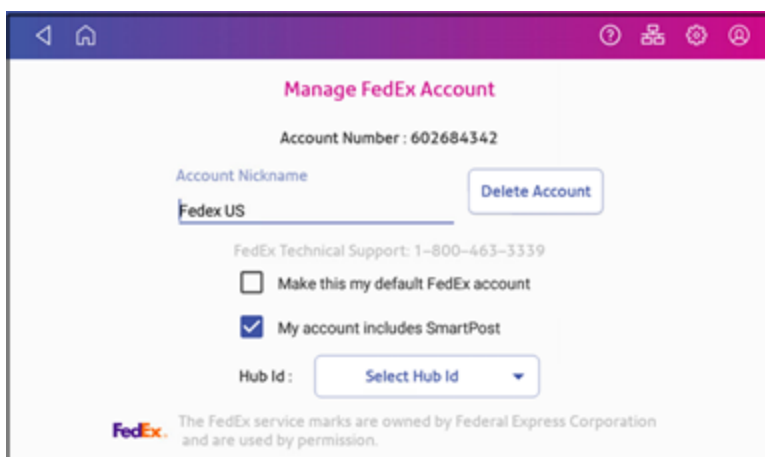 Manage FedEx Account
Account Number : 602684342
Account Nickname
Fedex US
Delete Account
FedEx Technical Support: 1-800-463-3339
Make this my default FedEx account
My account includes SmartPost
Hub Id :
Select Hub Id
FedEx.
The FedEx service marks are owned by Federal Express Corporation
and are used by permission.